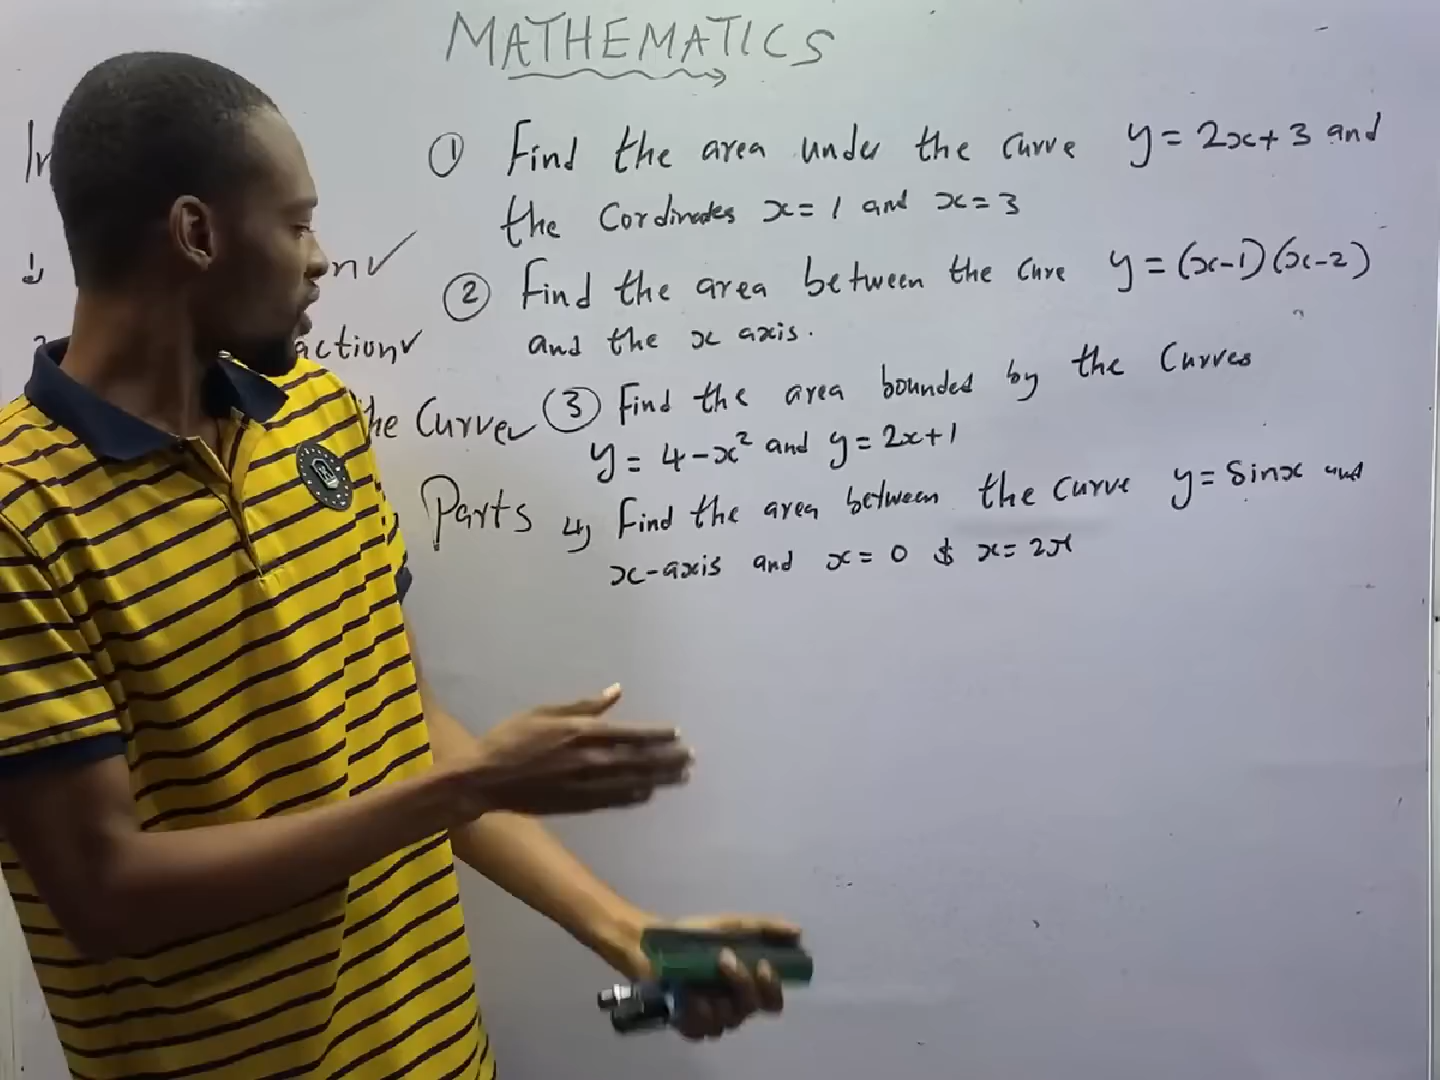 MATHEMATICS
① Find the area under the curve y = 2x + 3 and
the Cordinates x = 1 and x = 3
② Find the area between the Cure y = (x-1)(x-2)
and the x axis.
③ Find the area bounded by the Curves
y = 4 - x² and y = 2x + 1
4) Find the area between the Curve y = Sinx and
x-axis and x = 0 $ x = 2π
1
nv
actionv
the Curve
Parts